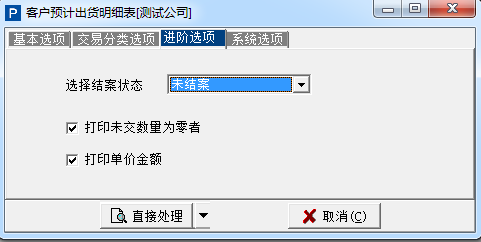 P 客户预计出货明细表[测试公司]
基本选项 交易分类选项 进阶选项 系统选项
选择结案状态 未结案
打印未交数量为零者
打印单价金额
直接处理 取消(C)